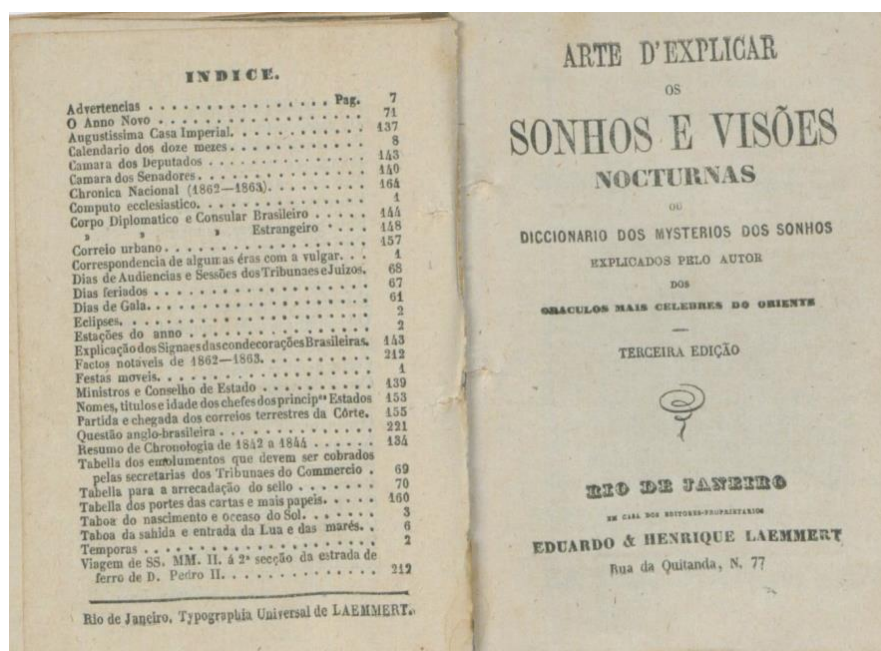 INDICE.
Advertencias . . . . . . . . . . . . . . . . Pag. 7
O Anno Novo . . . . . . . . . . . . . . . . . . 71
Augustissima Casa Imperial. . . . . . . . . . . . 137
Calendario dos doze mezes . . . . . . . . . . . . 8
Camara dos Deputados . . . . . . . . . . . . . . 143
Camara dos Senadores. . . . . . . . . . . . . . . 140
Chronica Nacional (1862—1863). . . . . . . . . 164
Computo ecclesiastico. . . . . . . . . . . . . . . 1
Corpo Diplomatico e Consular Brasileiro . . . . . 144
» » » Estrangeiro . . . . 148
Correio urbano . . . . . . . . . . . . . . . . . 157
Correspondencia de algumas éras com a vulgar. . . 1
Dias de Audiencias e Sessões dos Tribunaes e Juizos. 68
Dias feriados . . . . . . . . . . . . . . . . . . 67
Dias de Gala. . . . . . . . . . . . . . . . . . . 61
Eclipses. . . . . . . . . . . . . . . . . . . . . 2
Estações do anno . . . . . . . . . . . . . . . . 2
Explicação dos Signaes das condecorações Brasileiras. 143
Factos notaveis de 1862—1863. . . . . . . . . . . 212
Festas moveis. . . . . . . . . . . . . . . . . . 1
Ministros e Conselho de Estado . . . . . . . . . 139
Nomes, titulos e idade dos chefes dos princip.es Estados 153
Partida e chegada dos correios terrestres da Côrte. 155
Questão anglo-brasileira . . . . . . . . . . . . . 221
Resumo de Chronologia de 1842 a 1844 . . . . . . 134
Tabella dos emolumentos que devem ser cobrados
pelas secretarias dos Tribunaes do Commercio . 69
Tabella para a arrecadação do sello . . . . . . . 70
Tabella dos portes das cartas e mais papeis. . . . . 160
Taboa do nascimento e occaso do Sol. . . . . . . 3
Taboa da sahida e entrada da Lua e das marés. . 6
Temporas . . . . . . . . . . . . . . . . . . . . 2
Viagem de SS. MM. II. á 2ª secção da estrada de
ferro de D. Pedro II. . . . . . . . . . . . . . 212
Rio de Janeiro, Typographia Universal de LAEMMERT.
ARTE D'EXPLICAR
OS
SONHOS E VISÕES
NOCTURNAS
OU
DICCIONARIO DOS MYSTERIOS DOS SONHOS
EXPLICADOS PELO AUTOR
DOS
ORACULOS MAIS CELEBRES DO ORIENTE
TERCEIRA EDIÇÃO
RIO DE JANEIRO
EM CASA DOS EDITORES-PROPRIETARIOS
EDUARDO & HENRIQUE LAEMMERT
Rua da Quitanda, N. 77